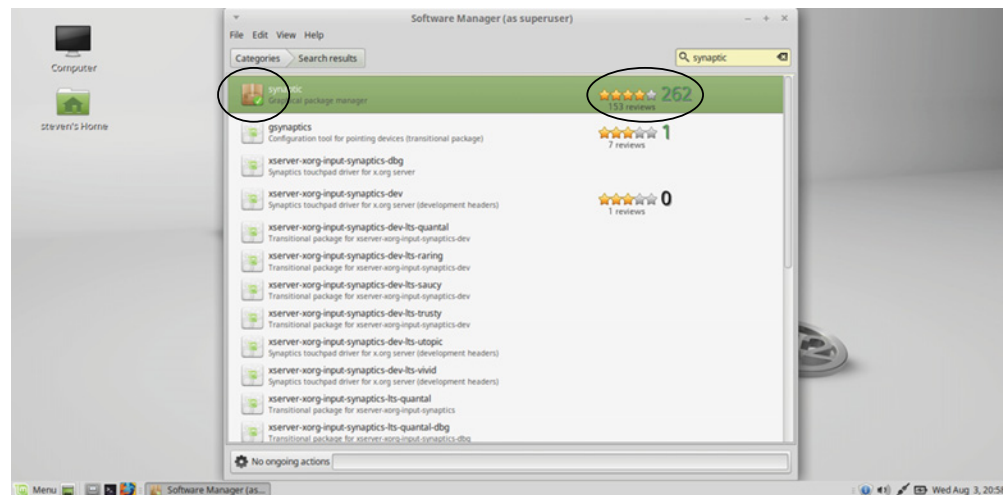 Software Manager (as superuser)
File Edit View Help
Categories Search results synaptic
Computer
steven's Home
synaptic
Graphical package manager
262
153 reviews
gsynaptics
Configuration tool for pointing devices (transitional package)
1
7 reviews
xserver-xorg-input-synaptics-dbg
Synaptics touchpad driver for x.org server
xserver-xorg-input-synaptics-dev
Synaptics touchpad driver for x.org server (development headers)
0
1 reviews
xserver-xorg-input-synaptics-dev-lts-quantal
Transitional package for xserver-xorg-input-synaptics-dev
xserver-xorg-input-synaptics-dev-lts-raring
Transitional package for xserver-xorg-input-synaptics-dev
xserver-xorg-input-synaptics-dev-lts-saucy
Transitional package for xserver-xorg-input-synaptics-dev
xserver-xorg-input-synaptics-dev-lts-trusty
Transitional package for xserver-xorg-input-synaptics-dev
xserver-xorg-input-synaptics-dev-lts-utopic
Synaptics touchpad driver for x.org server (development headers)
xserver-xorg-input-synaptics-dev-lts-vivid
Synaptics touchpad driver for x.org server (development headers)
xserver-xorg-input-synaptics-lts-quantal
Transitional package for xserver-xorg-input-synaptics
xserver-xorg-input-synaptics-lts-quantal-dbg
Transitional package for xserver-xorg-input-synaptics-dbg
No ongoing actions
Menu Software Manager (as... Wed Aug 3, 20:58